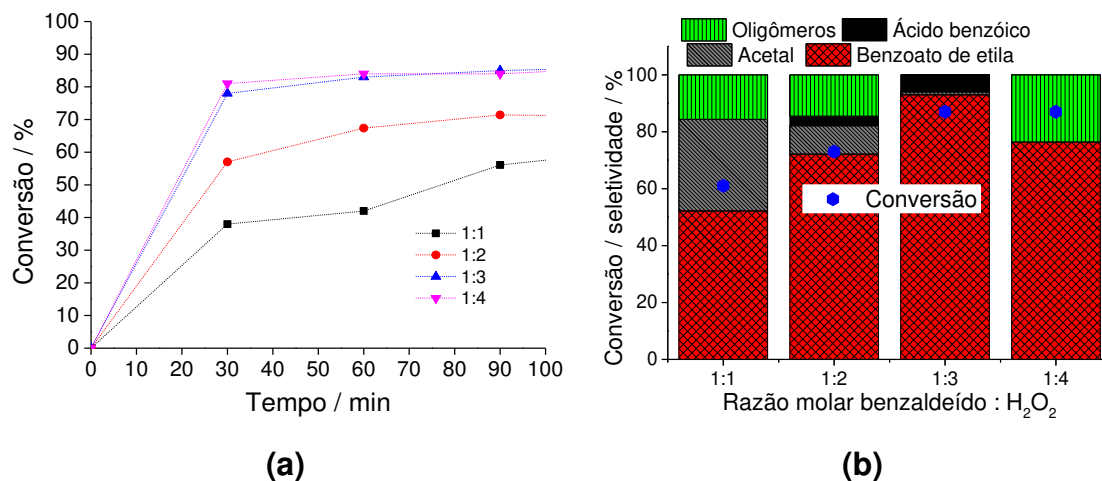 100
90
80
70
60
50
40
30
20
10
0
Conversão / %
1:1
1:2
1:3
1:4
0 10 20 30 40 50 60 70 80 90 100
Tempo / min
(a)
Oligômeros Ácido benzóico
Acetal Benzoato de etila
100
80
60
40
20
0
Conversão / seletividade / %
Conversão
1:1 1:2 1:3 1:4
Razão molar benzaldeído : H₂O₂
(b)